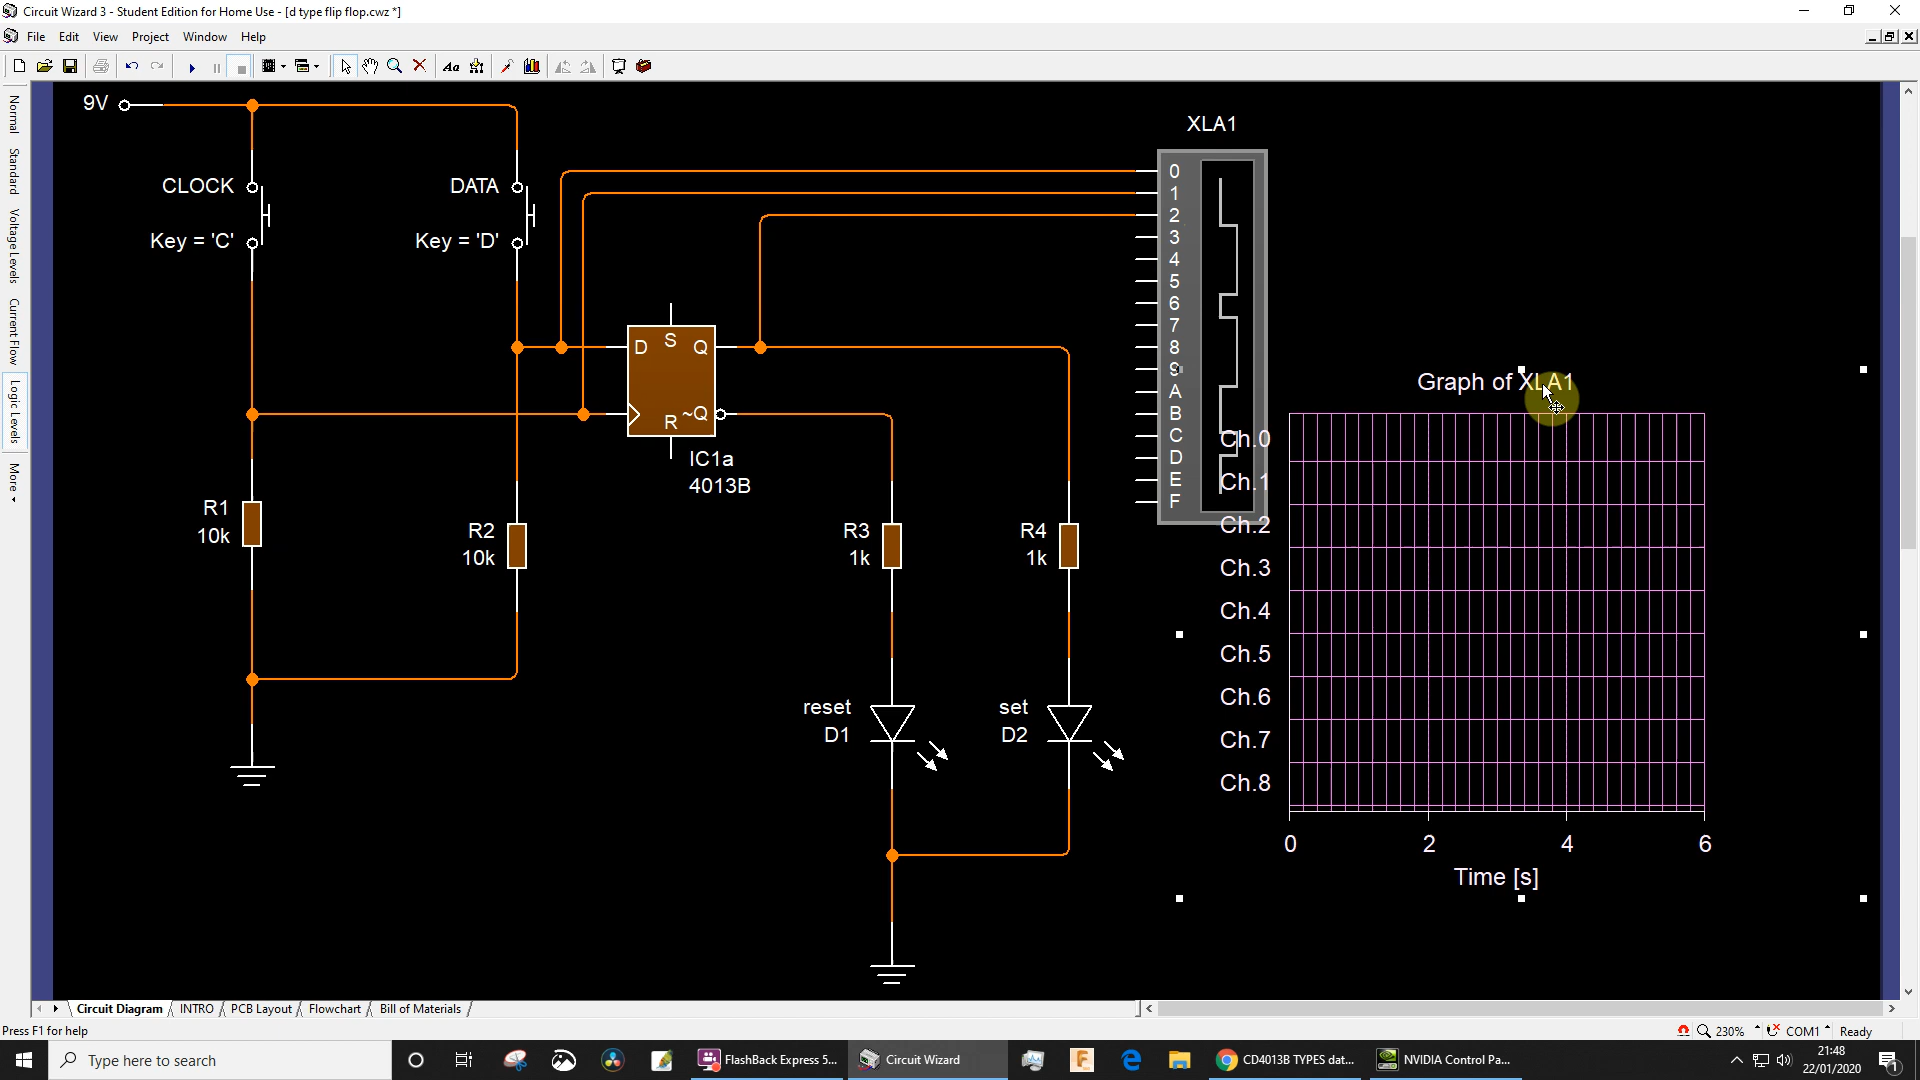 Circuit Wizard 3 - Student Edition for Home Use - [d type flip flop.cwz *]
File Edit View Project Window Help
Aa
Normal
Standard
Voltage Levels
Current Flow
Logic Levels
More
9V
XLA1
CLOCK
Key = 'C'
DATA
Key = 'D'
0
1
2
3
4
5
6
7
8
9
A
B
C
D
E
F
D S Q
R ~Q
IC1a
4013B
R1
10k
R2
10k
R3
1k
R4
1k
reset
D1
set
D2
Graph of XLA1
Ch.0
Ch.1
Ch.2
Ch.3
Ch.4
Ch.5
Ch.6
Ch.7
Ch.8
0 2 4 6
Time [s]
Circuit Diagram INTRO PCB Layout Flowchart Bill of Materials
Press F1 for help
230% COM1 Ready
Type here to search
FlashBack Express 5...
Circuit Wizard
CD4013B TYPES dat...
NVIDIA Control Pa...
21:48
22/01/2020
1